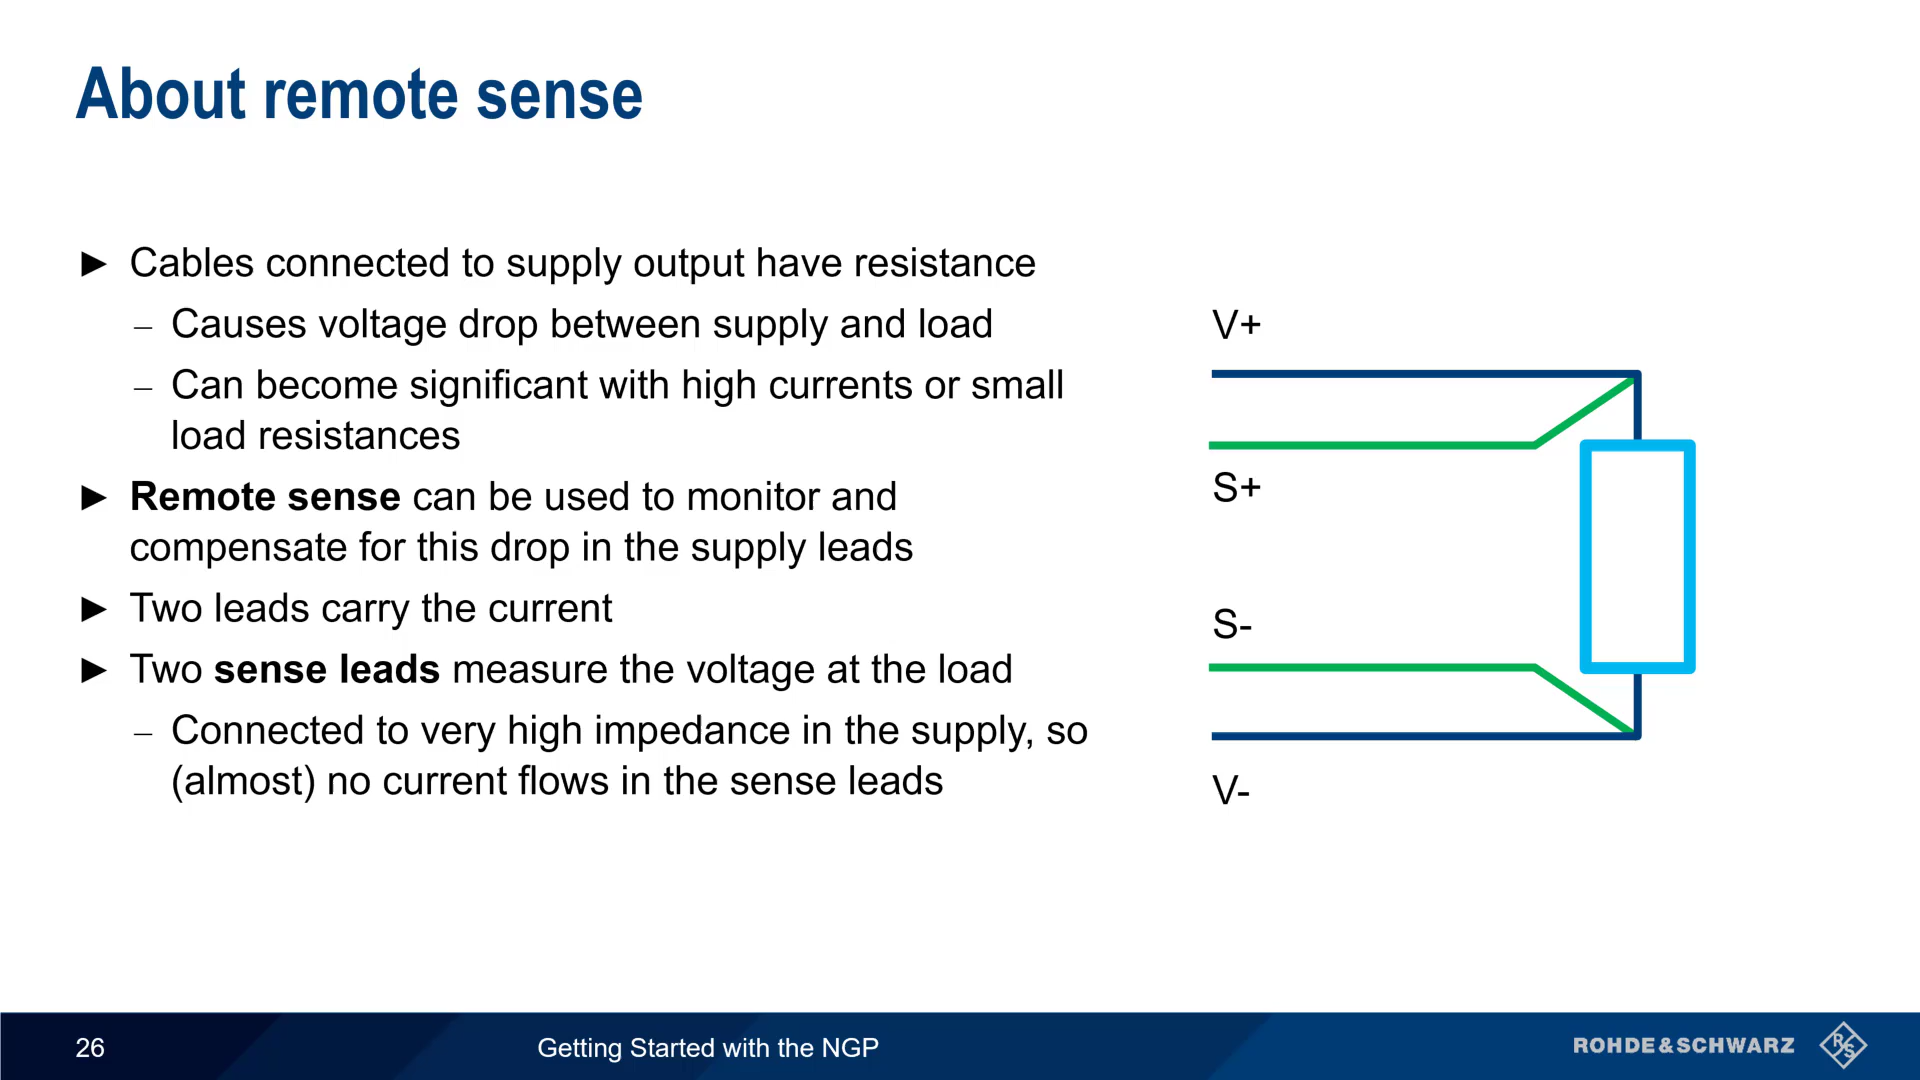 About remote sense
► Cables connected to supply output have resistance
– Causes voltage drop between supply and load
– Can become significant with high currents or small
load resistances
► Remote sense can be used to monitor and
compensate for this drop in the supply leads
► Two leads carry the current
► Two sense leads measure the voltage at the load
– Connected to very high impedance in the supply, so
(almost) no current flows in the sense leads
V+
S+
S-
V-
26
Getting Started with the NGP
ROHDE&SCHWARZ
R&S